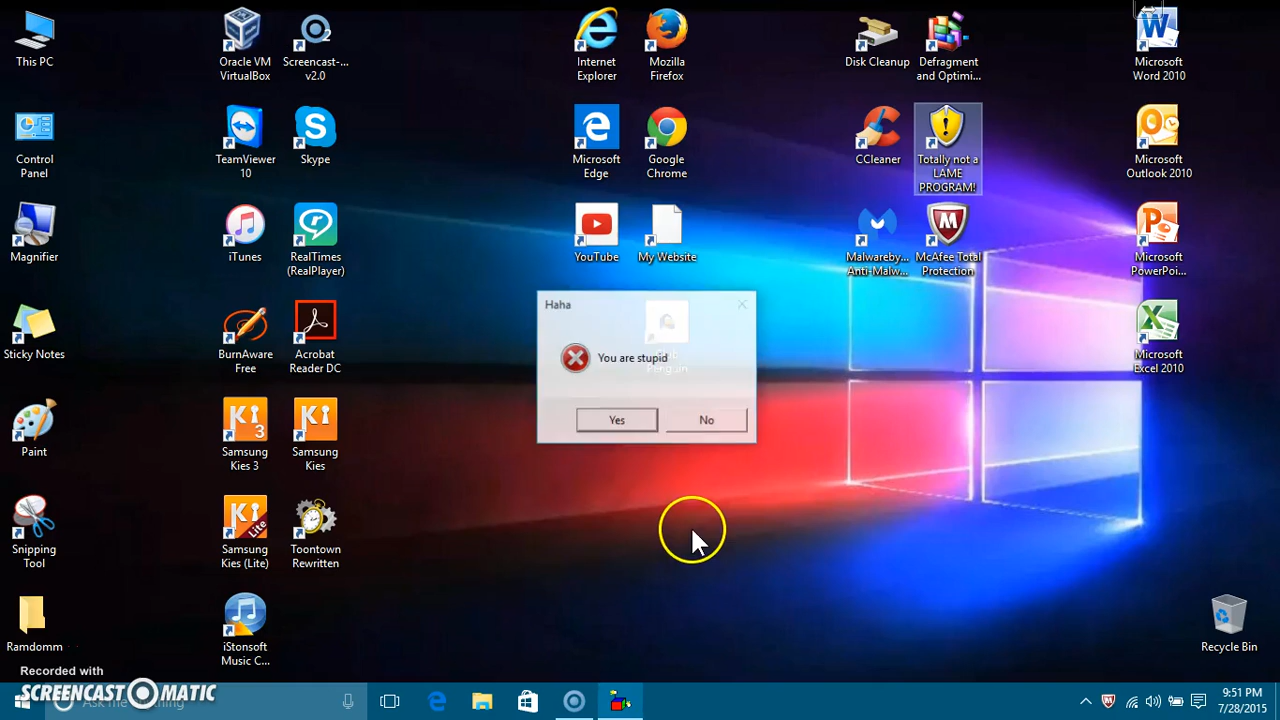 This PC
Oracle VM
VirtualBox
Screencast-...
v2.0
Internet
Explorer
Mozilla
Firefox
Disk Cleanup
Defragment
and Optimi...
Microsoft
Word 2010
Control
Panel
TeamViewer
10
Skype
Microsoft
Edge
Google
Chrome
CCleaner
Totally not a
LAME
PROGRAM!
Microsoft
Outlook 2010
Magnifier
iTunes
RealTimes
(RealPlayer)
YouTube
My Website
Malwareby...
Anti-Malw...
McAfee Total
Protection
Microsoft
PowerPoi...
Haha
You are stupid
Yes
No
Penguin
Sticky Notes
BurnAware
Free
Acrobat
Reader DC
Microsoft
Excel 2010
Paint
Samsung
Kies 3
Samsung
Kies
Snipping
Tool
Samsung
Kies (Lite)
Toontown
Rewritten
Ramdomm
iStonsoft
Music C...
Recycle Bin
Recorded with
SCREENCAST-O-MATIC
Ask me anything
9:51 PM
7/28/2015